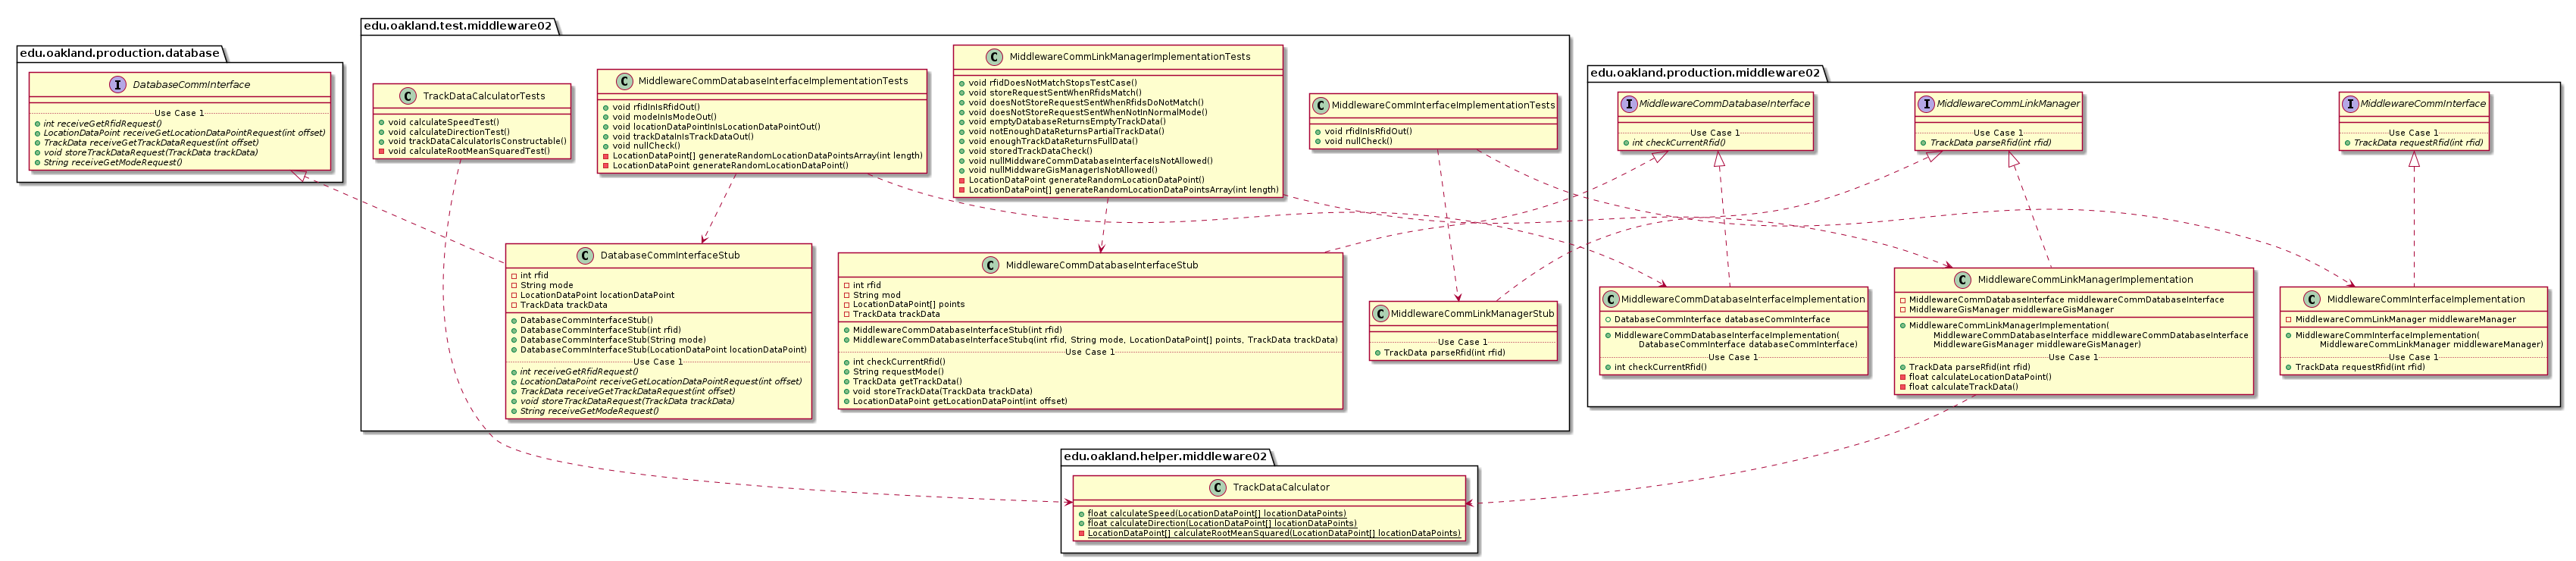 edu.oakland.production.database
I DatabaseCommInterface
Use Case 1
int receiveGetRfidRequest()
LocationDataPoint receiveGetLocationDataPointRequest(int offset)
TrackData receiveGetTrackDataRequest(int offset)
void storeTrackDataRequest(TrackData trackData)
String receiveGetModeRequest()
edu.oakland.test.middleware02
C TrackDataCalculatorTests
void calculateSpeedTest()
void calculateDirectionTest()
void trackDataCalculatorIsConstructable()
void calculateRootMeanSquaredTest()
C MiddlewareCommDatabaseInterfaceImplementationTests
void rfidInIsRfidOut()
void modeInIsModeOut()
void locationDataPointInIsLocationDataPointOut()
void trackDataInIsTrackDataOut()
void nullCheck()
LocationDataPoint[] generateRandomLocationDataPointsArray(int length)
LocationDataPoint generateRandomLocationDataPoint()
C MiddlewareCommLinkManagerImplementationTests
void rfidDoesNotMatchStopsTestCase()
void storeRequestSentWhenRfidsMatch()
void doesNotStoreRequestSentWhenRfidsDoNotMatch()
void doesNotStoreRequestSentWhenNotInNormalMode()
void emptyDatabaseReturnsEmptyTrackData()
void notEnoughDataReturnsPartialTrackData()
void enoughTrackDataReturnsFullData()
void storedTrackDataCheck()
void nullMiddwareCommDatabaseInterfaceIsNotAllowed()
void nullMiddwareGisManagerIsNotAllowed()
LocationDataPoint generateRandomLocationDataPoint()
LocationDataPoint[] generateRandomLocationDataPointsArray(int length)
C MiddlewareCommInterfaceImplementationTests
void rfidInIsRfidOut()
void nullCheck()
C DatabaseCommInterfaceStub
int rfid
String mode
LocationDataPoint locationDataPoint
TrackData trackData
DatabaseCommInterfaceStub()
DatabaseCommInterfaceStub(int rfid)
DatabaseCommInterfaceStub(String mode)
DatabaseCommInterfaceStub(LocationDataPoint locationDataPoint)
Use Case 1
int receiveGetRfidRequest()
LocationDataPoint receiveGetLocationDataPointRequest(int offset)
TrackData receiveGetTrackDataRequest(int offset)
void storeTrackDataRequest(TrackData trackData)
String receiveGetModeRequest()
C MiddlewareCommDatabaseInterfaceStub
int rfid
String mod
LocationDataPoint[] points
TrackData trackData
MiddlewareCommDatabaseInterfaceStub(int rfid)
MiddlewareCommDatabaseInterfaceStubq(int rfid, String mode, LocationDataPoint[] points, TrackData trackData)
Use Case 1
int checkCurrentRfid()
String requestMode()
TrackData getTrackData()
void storeTrackData(TrackData trackData)
LocationDataPoint getLocationDataPoint(int offset)
C MiddlewareCommLinkManagerStub
Use Case 1
TrackData parseRfid(int rfid)
edu.oakland.production.middleware02
I MiddlewareCommDatabaseInterface
Use Case 1
int checkCurrentRfid()
I MiddlewareCommLinkManager
Use Case 1
TrackData parseRfid(int rfid)
I MiddlewareCommInterface
Use Case 1
TrackData requestRfid(int rfid)
C MiddlewareCommDatabaseInterfaceImplementation
DatabaseCommInterface databaseCommInterface
MiddlewareCommDatabaseInterfaceImplementation(
DatabaseCommInterface databaseCommInterface)
Use Case 1
int checkCurrentRfid()
C MiddlewareCommLinkManagerImplementation
MiddlewareCommDatabaseInterface middlewareCommDatabaseInterface
MiddlewareGisManager middlewareGisManager
MiddlewareCommLinkManagerImplementation(
MiddlewareCommDatabaseInterface middlewareCommDatabaseInterface
MiddlewareGisManager middlewareGisManager)
Use Case 1
TrackData parseRfid(int rfid)
float calculateLocationDataPoint()
float calculateTrackData()
C MiddlewareCommInterfaceImplementation
MiddlewareCommLinkManager middlewareManager
MiddlewareCommInterfaceImplementation(
MiddlewareCommLinkManager middlewareManager)
Use Case 1
TrackData requestRfid(int rfid)
edu.oakland.helper.middleware02
C TrackDataCalculator
float calculateSpeed(LocationDataPoint[] locationDataPoints)
float calculateDirection(LocationDataPoint[] locationDataPoints)
LocationDataPoint[] calculateRootMeanSquared(LocationDataPoint[] locationDataPoints)